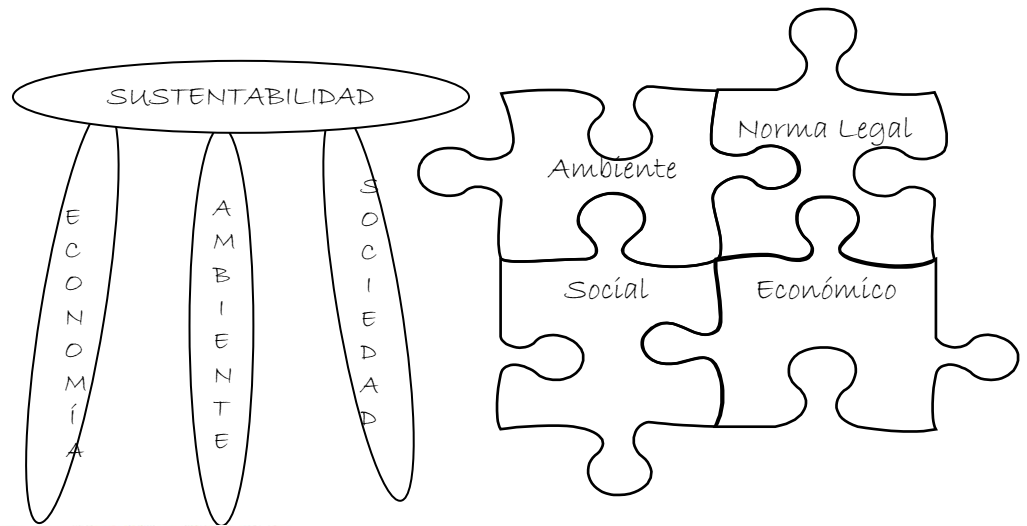 SUSTENTABILIDAD
ECONOMÍA
AMBIENTE
SOCIEDAD
Ambiente
Norma Legal
Social
Económico